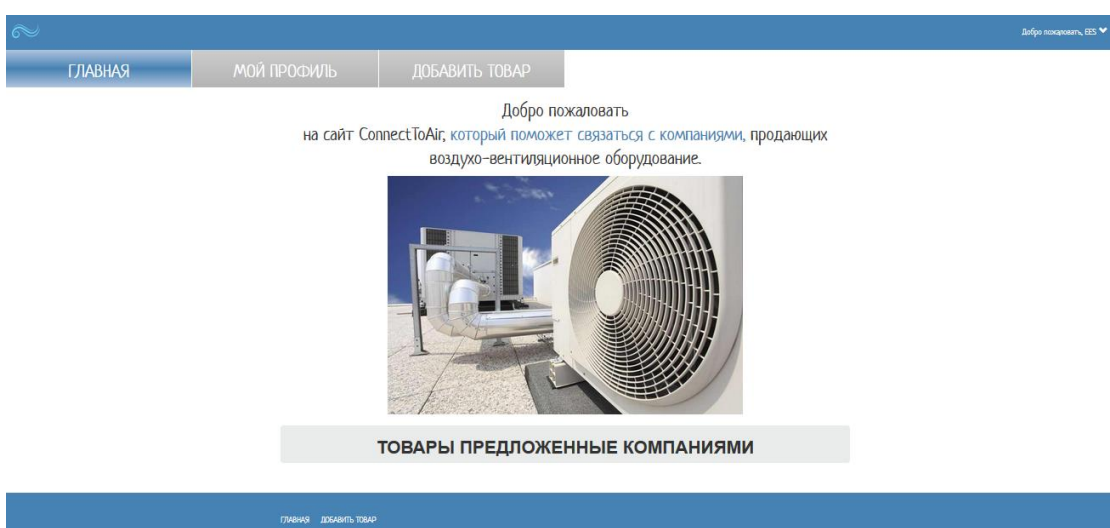 Добро пожаловать, EES
ГЛАВНАЯ
МОЙ ПРОФИЛЬ
ДОБАВИТЬ ТОВАР
Добро пожаловать
на сайт ConnectToAir, который поможет связаться с компаниями, продающих
воздухо-вентиляционное оборудование.
ТОВАРЫ ПРЕДЛОЖЕННЫЕ КОМПАНИЯМИ
ГЛАВНАЯ ДОБАВИТЬ ТОВАР